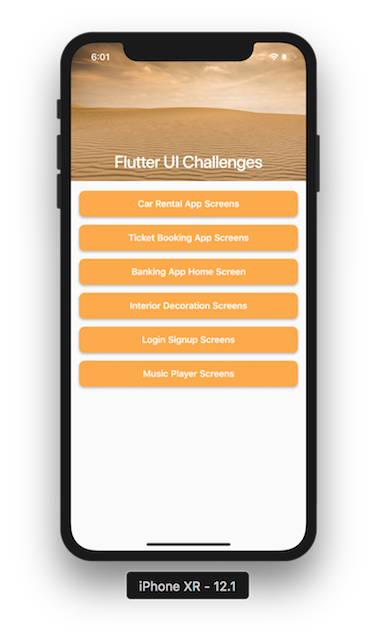 6:01
Flutter UI Challenges
Car Rental App Screens
Ticket Booking App Screens
Banking App Home Screen
Interior Decoration Screens
Login Signup Screens
Music Player Screens
iPhone XR - 12.1